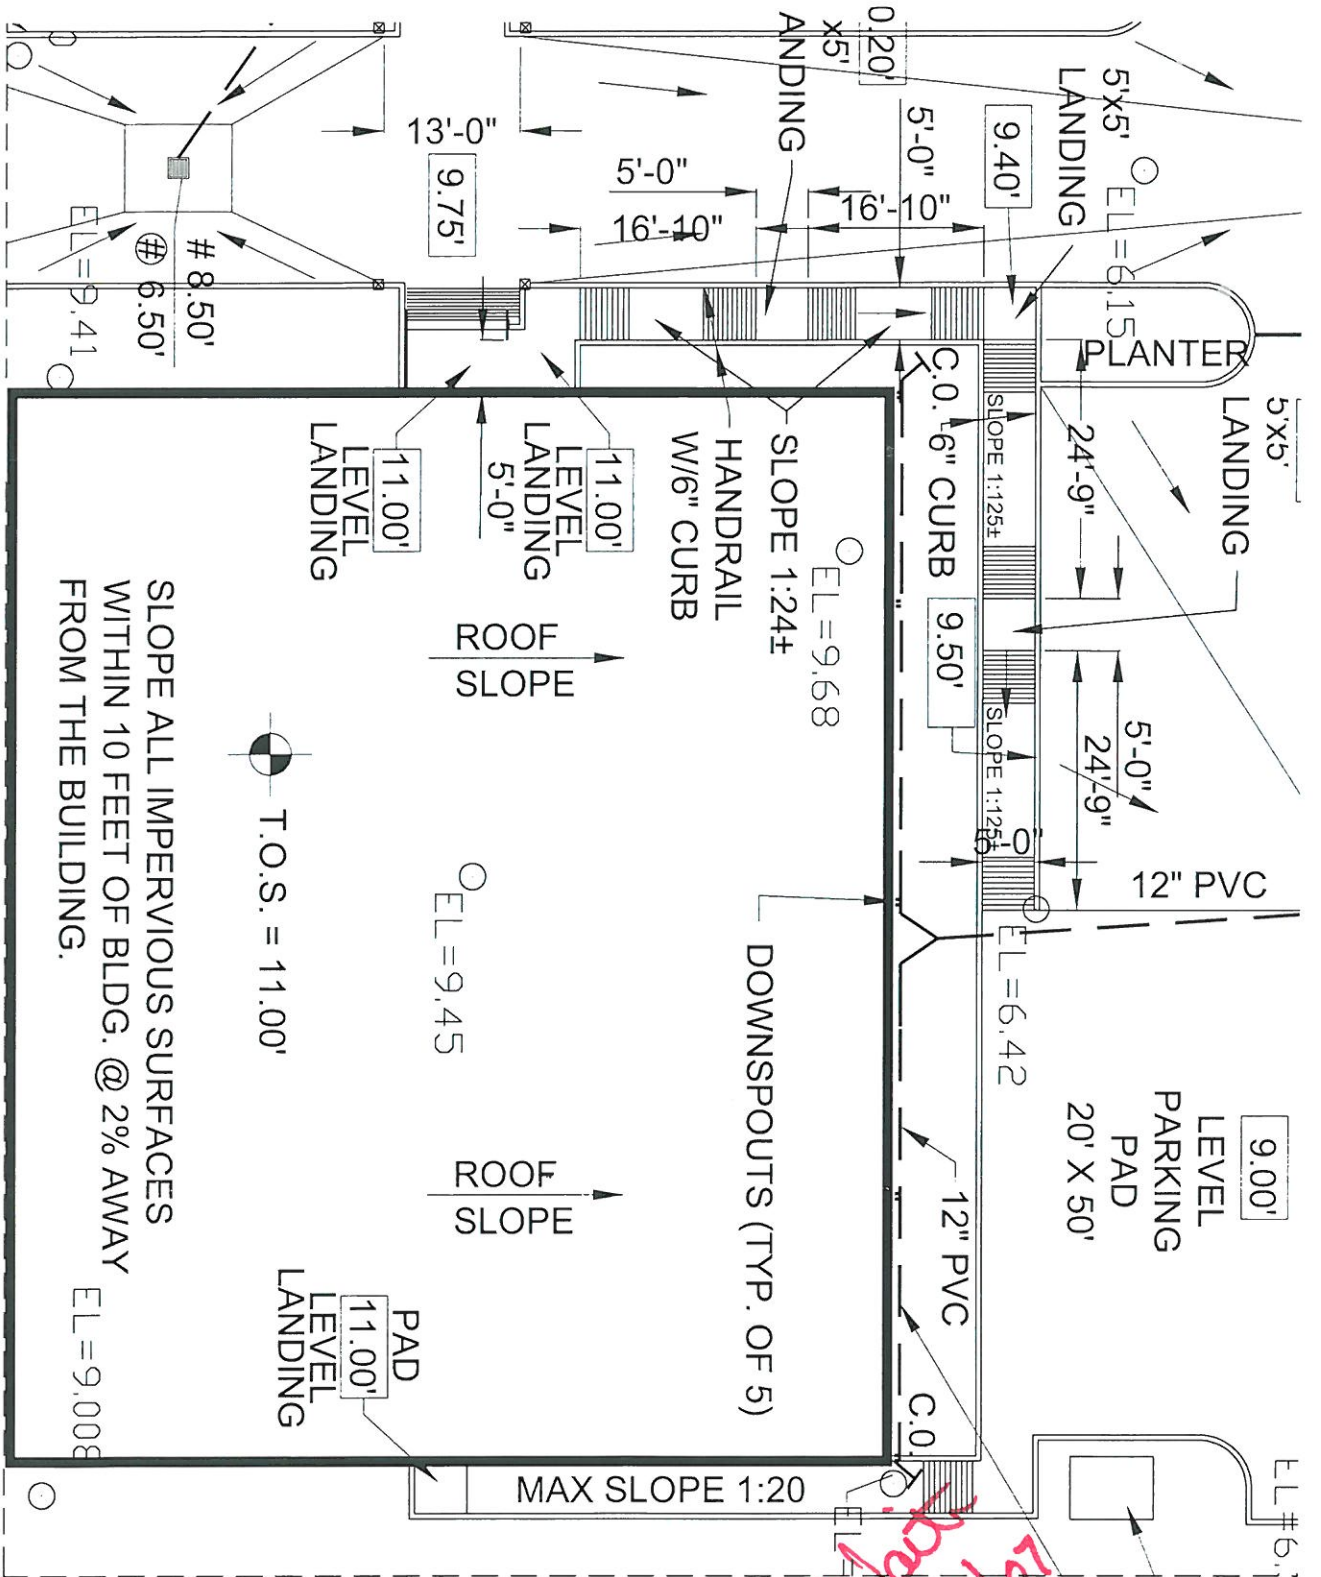 0.20'
x5'
ANDING
5'x5'
LANDING
9.40'
5'-0"
13'-0"
9.75'
5'-0"
16'-10"
16'-10"
EL=6.15
PLANTER
5'x5'
LANDING
# 8.50'
# 6.50'
EL=9.41
C.O.
6" CURB
SLOPE 1:125±
24'-9"
11.00'
LEVEL
LANDING
11.00'
LEVEL
LANDING
5'-0"
HANDRAIL
W/6" CURB
SLOPE 1:24±
EL=9.68
9.50'
SLOPE 1:125±
5'-0"
24'-9"
5'-0"
12" PVC
EL=6.42
ROOF
SLOPE
SLOPE ALL IMPERVIOUS SURFACES
WITHIN 10 FEET OF BLDG. @ 2% AWAY
FROM THE BUILDING.
T.O.S. = 11.00'
EL=9.45
DOWNSPOUTS (TYP. OF 5)
9.00'
LEVEL
PARKING
PAD
20' X 50'
12" PVC
ROOF
SLOPE
PAD
11.00'
LEVEL
LANDING
EL=9.008
C.O.
MAX SLOPE 1:20
EL